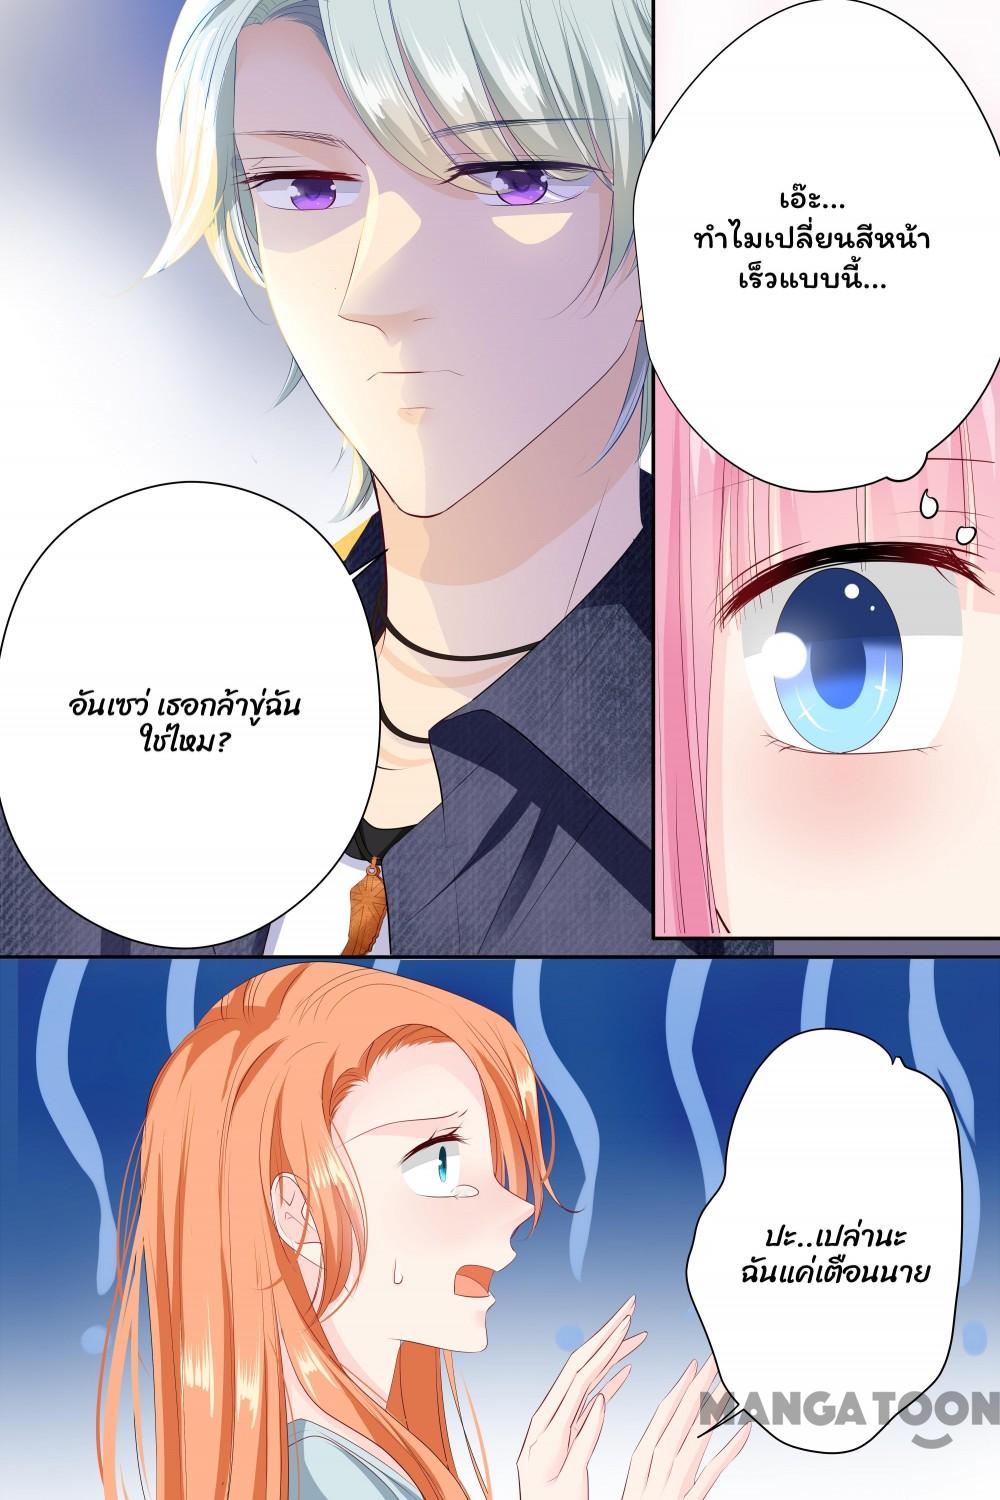 เอ๊ะ...
ทำไมเปลี่ยนสีหน้า
เร็วแบบนี้...
อันเซว่ เธอกล้าขู่ฉัน
ใช่ไหม?
ปะ..เปล่านะ
ฉันแค่เตือนนาย
MANGATOON